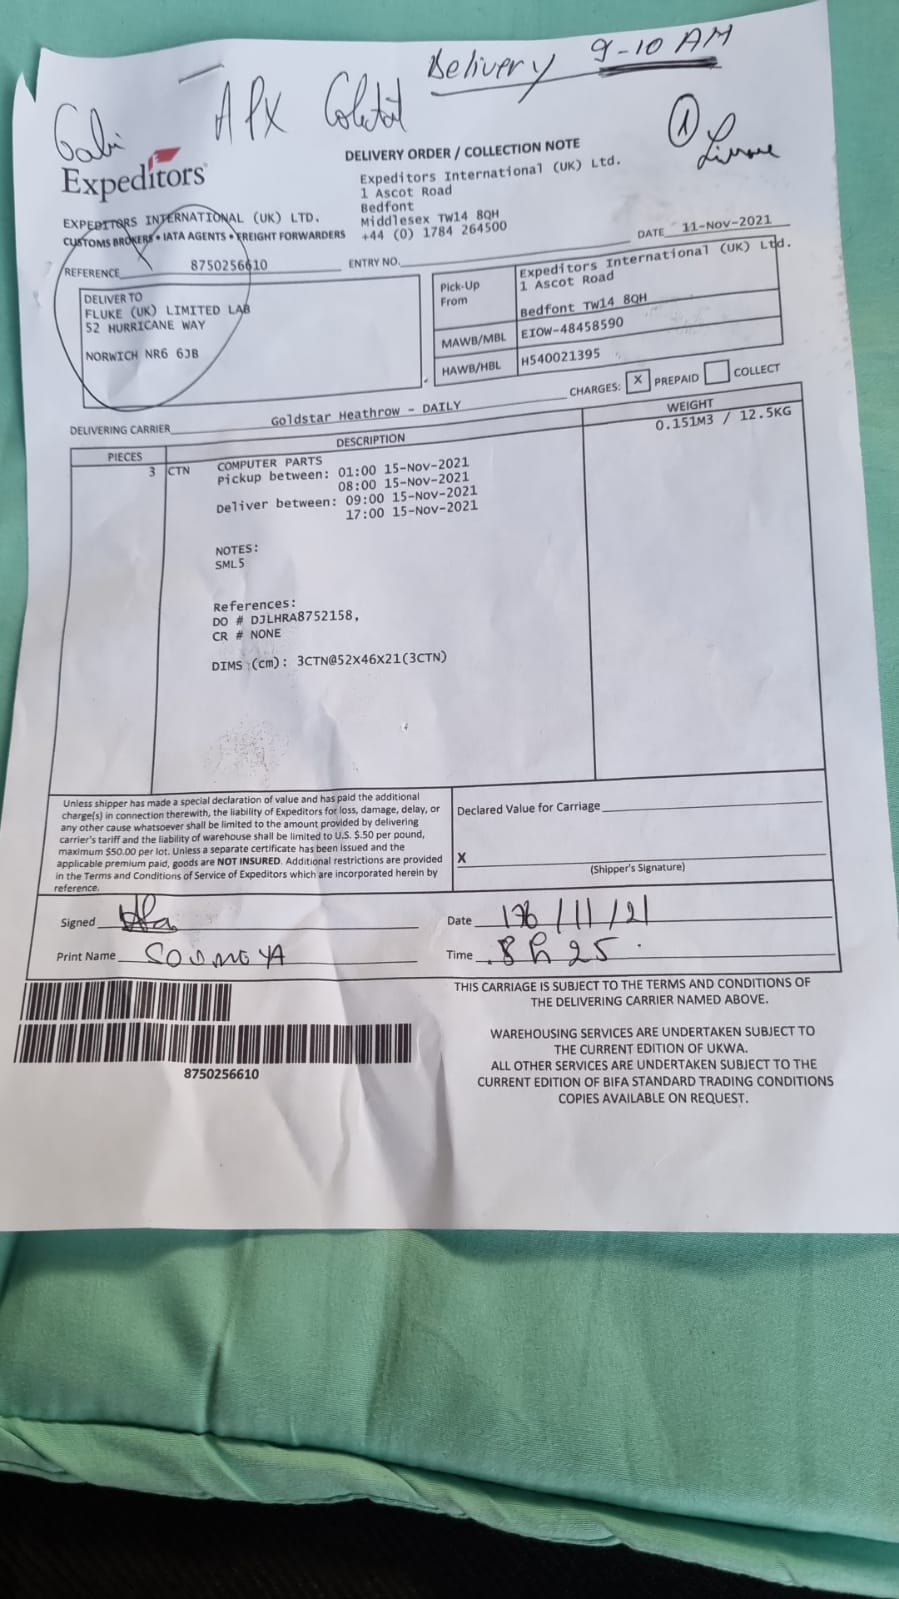 Delivery 9-10 AM
Gabi APX
1
Expeditors
EXPEDITORS INTERNATIONAL (UK) LTD.
CUSTOMS BROKERS • IATA AGENTS • FREIGHT FORWARDERS
DELIVERY ORDER / COLLECTION NOTE
Expeditors International (UK) Ltd.
1 Ascot Road
Bedfont
Middlesex TW14 8QH
+44 (0) 1784 264500
DATE 11-Nov-2021
REFERENCE 8750256610 ENTRY NO.
DELIVER TO
FLUKE (UK) LIMITED LAB
52 HURRICANE WAY
NORWICH NR6 6JB
Pick-Up From
Expeditors International (UK) Ltd.
1 Ascot Road
Bedfont TW14 8QH
MAWB/MBL EIOW-48458590
HAWB/HBL H540021395
CHARGES: X PREPAID COLLECT
DELIVERING CARRIER Goldstar Heathrow - DAILY
PIECES DESCRIPTION WEIGHT
3 CTN COMPUTER PARTS 0.151M3 / 12.5KG
Pickup between: 01:00 15-Nov-2021
08:00 15-Nov-2021
Deliver between: 09:00 15-Nov-2021
17:00 15-Nov-2021
NOTES:
SML5
References:
DO # DJLHRA8752158,
CR # NONE
DIMS (cm): 3CTN@52X46X21(3CTN)
Unless shipper has made a special declaration of value and has paid the additional
charge(s) in connection therewith, the liability of Expeditors for loss, damage, delay, or
any other cause whatsoever shall be limited to the amount provided by delivering
carrier's tariff and the liability of warehouse shall be limited to U.S. $.50 per pound,
maximum $50.00 per lot. Unless a separate certificate has been issued and the
applicable premium paid, goods are NOT INSURED. Additional restrictions are provided
in the Terms and Conditions of Service of Expeditors which are incorporated herein by
reference.
Declared Value for Carriage
X
(Shipper's Signature)
Signed
Date /11/21
Print Name
Time 8h25
THIS CARRIAGE IS SUBJECT TO THE TERMS AND CONDITIONS OF
THE DELIVERING CARRIER NAMED ABOVE.
WAREHOUSING SERVICES ARE UNDERTAKEN SUBJECT TO
THE CURRENT EDITION OF UKWA.
ALL OTHER SERVICES ARE UNDERTAKEN SUBJECT TO THE
CURRENT EDITION OF BIFA STANDARD TRADING CONDITIONS
COPIES AVAILABLE ON REQUEST.
8750256610